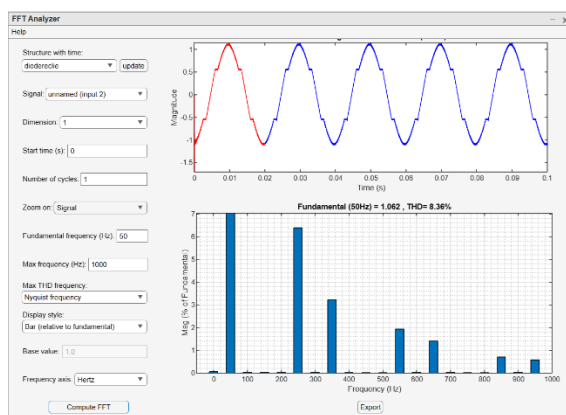 FFT Analyzer
Help
Structure with time:
diederedie
update
Signal: unnamed (input 2)
Dimension: 1
Start time (s): 0
Number of cycles: 1
Zoom on: Signal
Fundamental frequency (Hz): 50
Max frequency (Hz): 1000
Max THD frequency:
Nyquist frequency
Display style:
Bar (relative to fundamental)
Base value: 1.0
Frequency axis: Hertz
Compute FFT
1
0.5
0
-0.5
-1
-1.5
Magnitude
0 0.01 0.02 0.03 0.04 0.05 0.06 0.07 0.08 0.09 0.1
Time (s)
Fundamental (50Hz) = 1.062 , THD= 8.36%
7
6
5
4
3
2
1
0
Mag (% of Fundamental)
0 100 200 300 400 500 600 700 800 900 1000
Frequency (Hz)
Export